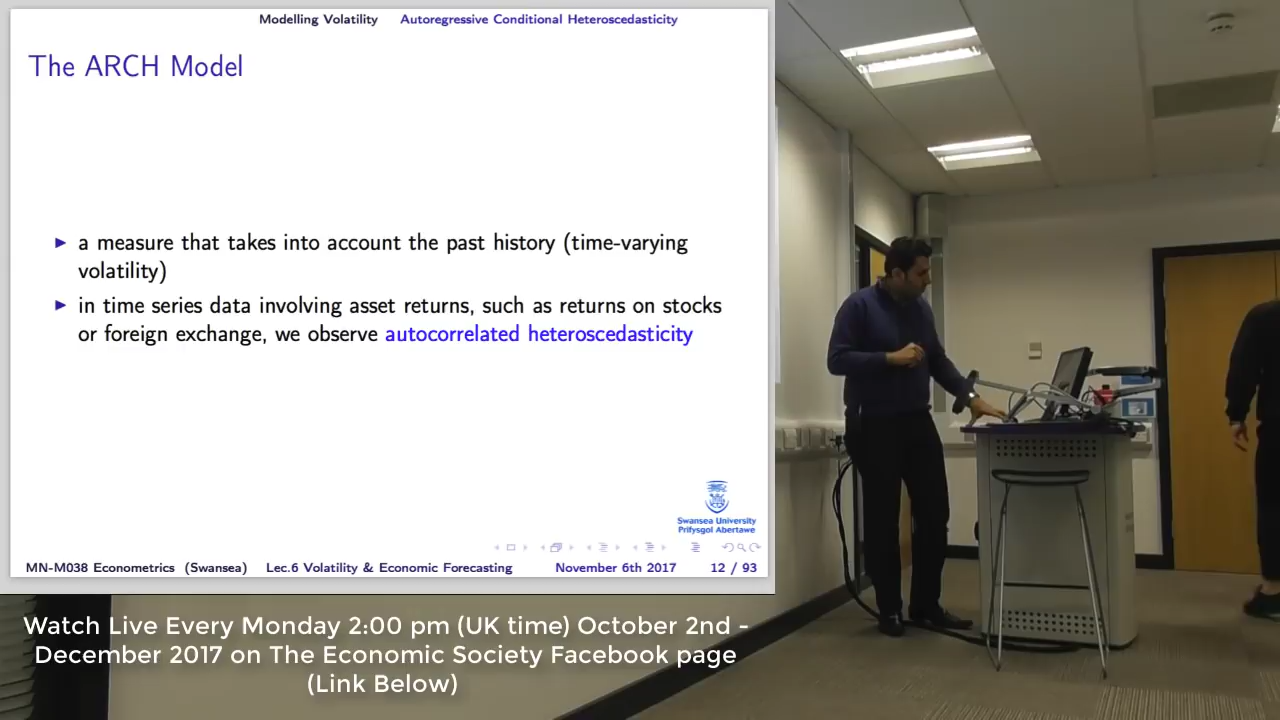 Modelling Volatility Autoregressive Conditional Heteroscedasticity
The ARCH Model
a measure that takes into account the past history (time-varying
volatility)
in time series data involving asset returns, such as returns on stocks
or foreign exchange, we observe autocorrelated heteroscedasticity
Swansea University
Prifysgol Abertawe
MN-M038 Econometrics (Swansea) Lec.6 Volatility & Economic Forecasting November 6th 2017 12 / 93
Watch Live Every Monday 2:00 pm (UK time) October 2nd -
December 2017 on The Economic Society Facebook page
(Link Below)